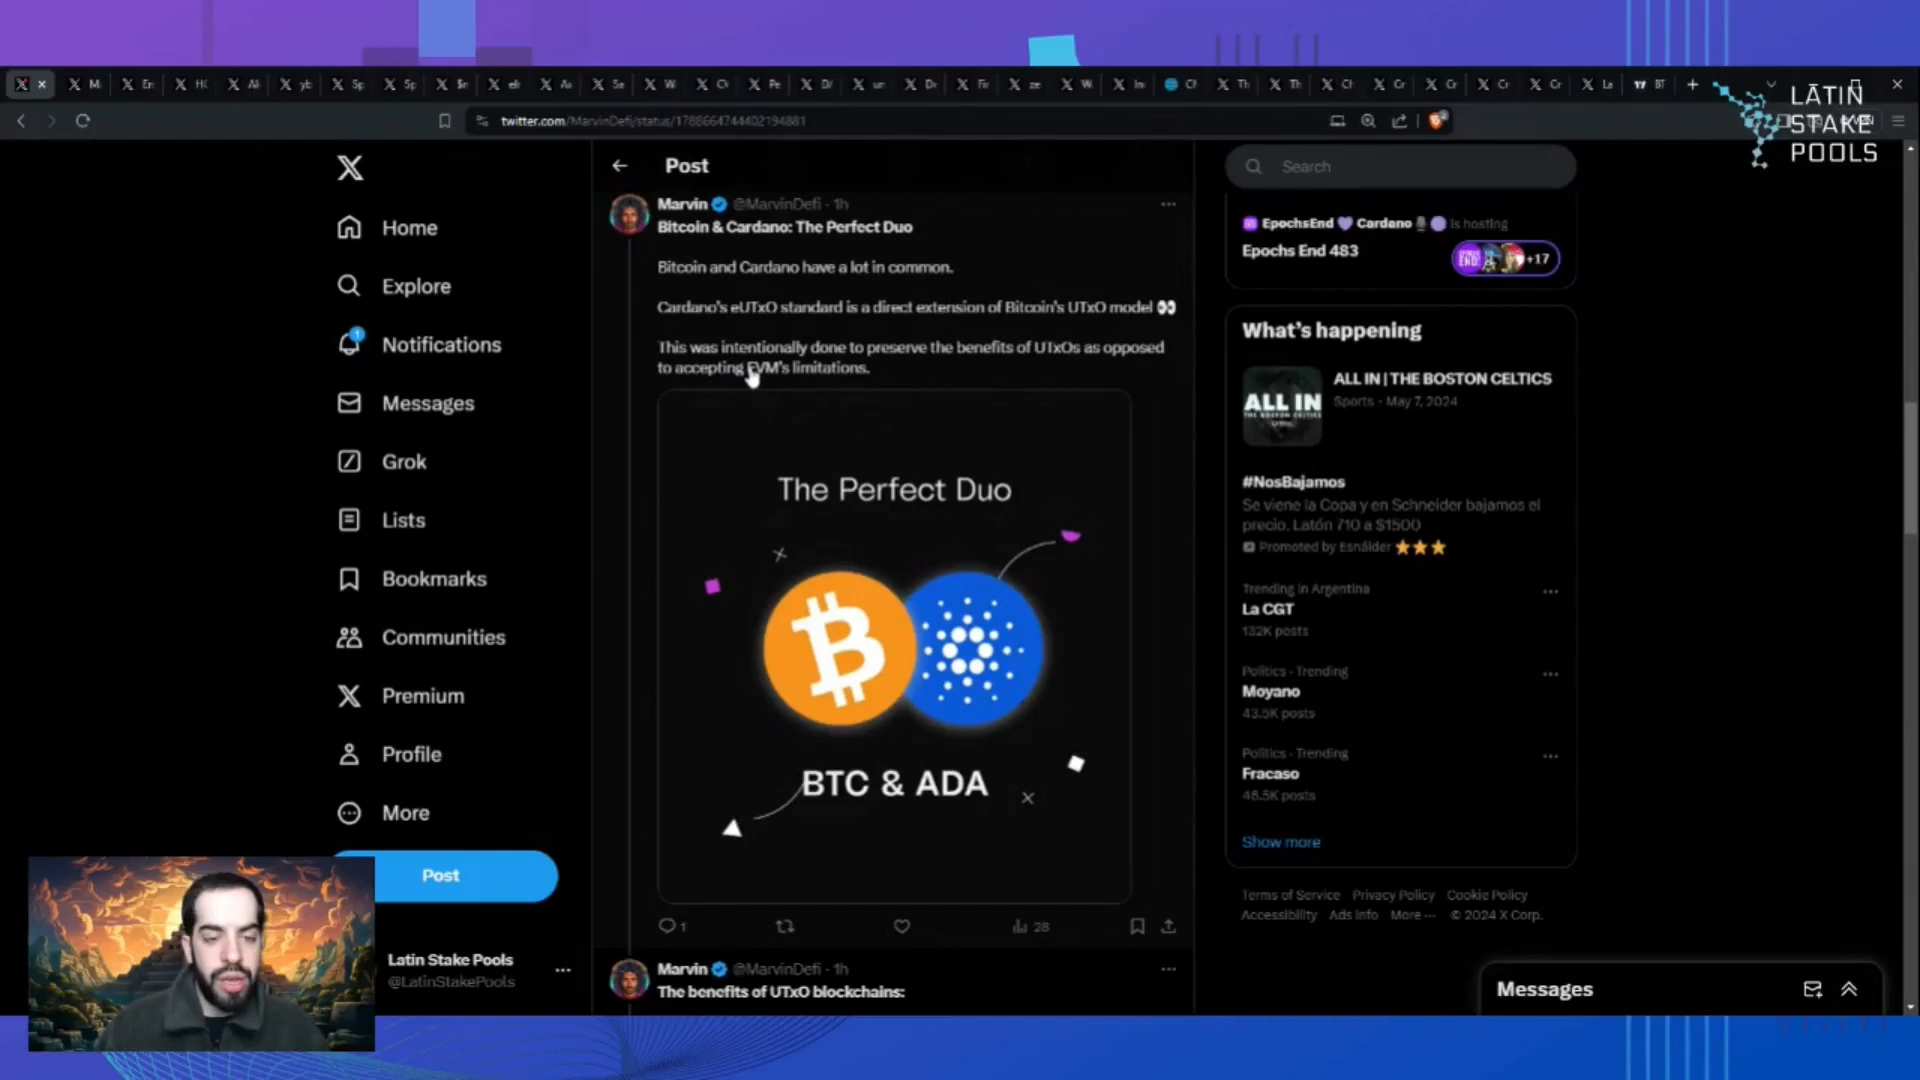 LATIN
STAKE
POOLS
twitter.com/MarvinDefi/status/1788664744402194881
Home
Explore
Notifications
Messages
Grok
Lists
Bookmarks
Communities
Premium
Profile
More
Post
Latin Stake Pools
@LatinStakePools
Post
Marvin @MarvinDefi · 1h
Bitcoin & Cardano: The Perfect Duo
Bitcoin and Cardano have a lot in common.
Cardano's eUTxO standard is a direct extension of Bitcoin's UTxO model 👀
This was intentionally done to preserve the benefits of UTxOs as opposed
to accepting EVM's limitations.
The Perfect Duo
BTC & ADA
1
28
Marvin @MarvinDefi · 1h
The benefits of UTxO blockchains:
Search
EpochsEnd 💜 Cardano 🎙 is hosting
Epochs End 483
+17
What's happening
ALL IN | THE BOSTON CELTICS
Sports · May 7, 2024
ALL IN
#NosBajamos
Se viene la Copa y en Schneider bajamos el
precio. Latón 710 a $1500
Promoted by Esnáider ⭐⭐⭐
Trending in Argentina
La CGT
132K posts
Politics · Trending
Moyano
43.5K posts
Politics · Trending
Fracaso
Show more
Terms of Service Privacy Policy Cookie Policy
Accessibility Ads info More ··· © 2024 X Corp.
Messages